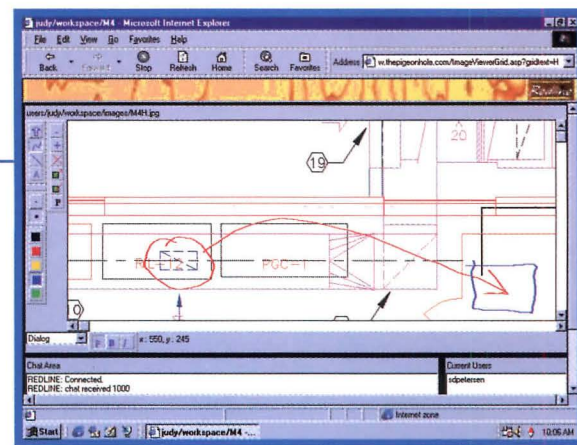 judy/workspace/M4 - Microsoft Internet Explorer
File Edit View Go Favorites Help
Back Forward Stop Refresh Home Search Favorites Address w.thepigeonhole.com/ImageViewerGrid.asp?gridtext=H
Redline
users/judy/workspace/images/M4H.jpg
A
P
19
20
PGC-1
Dialog F B I x: 550, y: 245
Chat Area Current Users
REDLINE: Connected. sdpetersen
REDLINE: chat received 1000
Internet zone
Start judy/workspace/M4 -... 10:06 AM